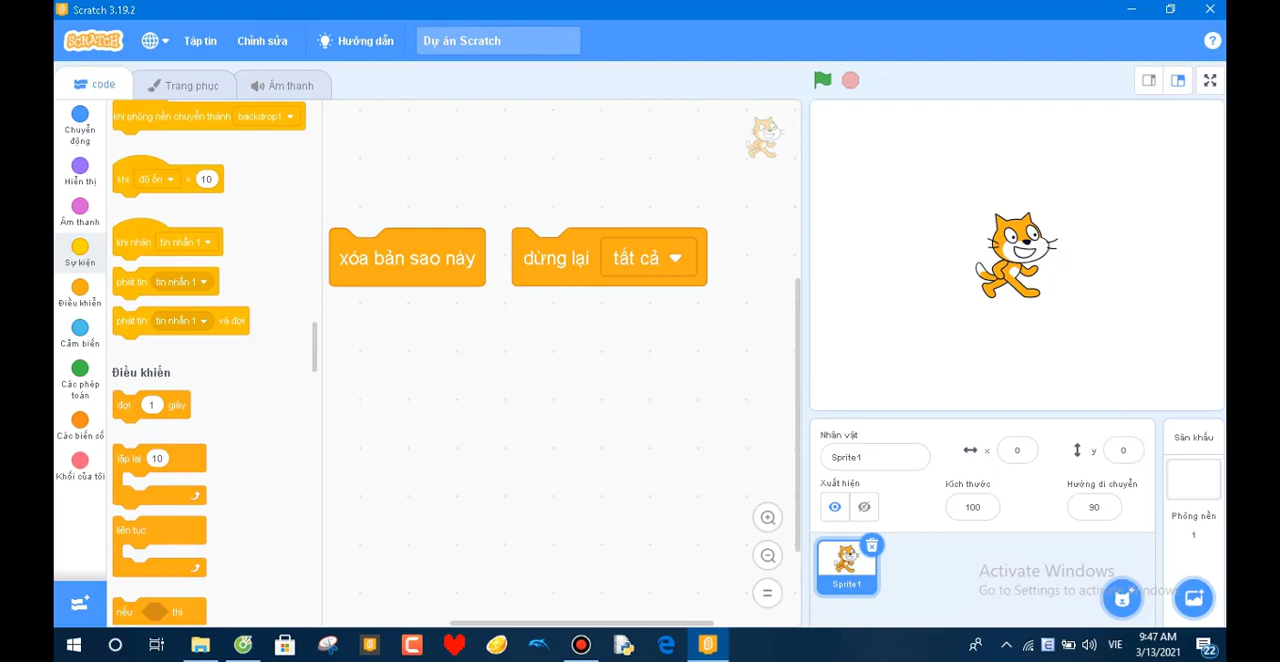 Scratch 3.19.2
SCRATCH
Tập tin
Chỉnh sửa
Hướng dẫn
Dự án Scratch
?
code
Trang phục
Âm thanh
Chuyển động
Hiển thị
Âm thanh
Sự kiện
Điều khiển
Cảm biến
Các phép toán
Các biến số
Khối của tôi
khi phông nền chuyển thành backdrop1
khi độ ồn > 10
khi nhận tin nhắn 1
phát tin tin nhắn 1
phát tin tin nhắn 1 và đợi
Điều khiển
đợi 1 giây
lặp lại 10
liên tục
nếu thì
xóa bản sao này
dừng lại tất cả
Nhân vật
Sprite1
x 0
y 0
Xuất hiện
Kích thước
100
Hướng di chuyển
90
Sprite1
Sân khấu
Phông nền
1
Activate Windows
Go to Settings to activate Windows.
VIE
9:47 AM
3/13/2021
22